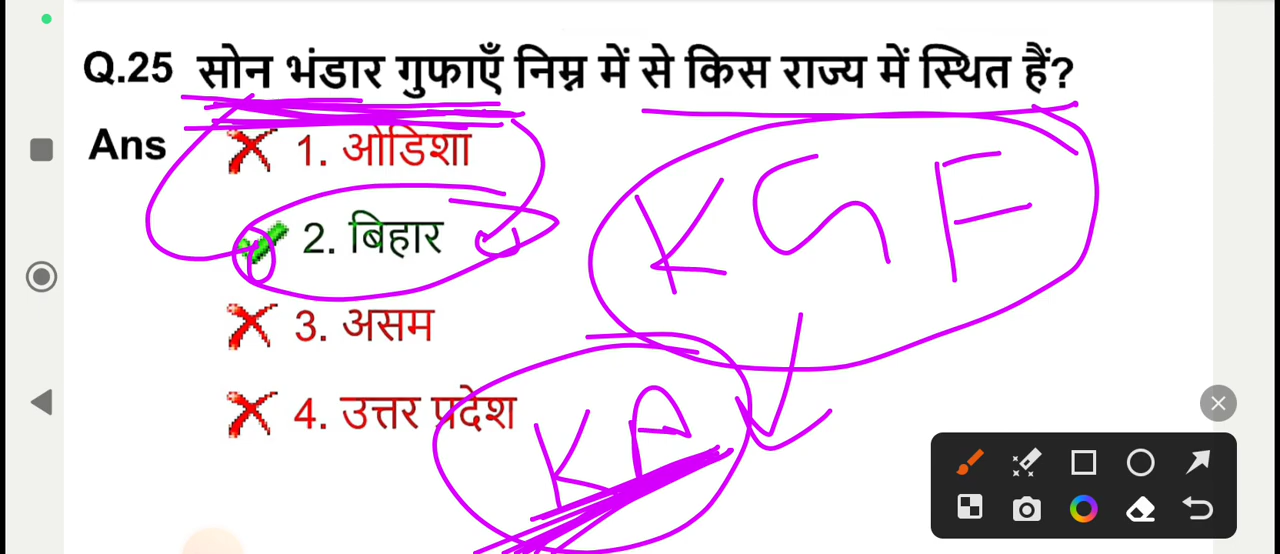 Q.25 सोन भंडार गुफाएँ निम्न में से किस राज्य में स्थित हैं?
Ans 1. ओडिशा
2. बिहार
3. असम
4. उत्तर प्रदेश
KGF
KA